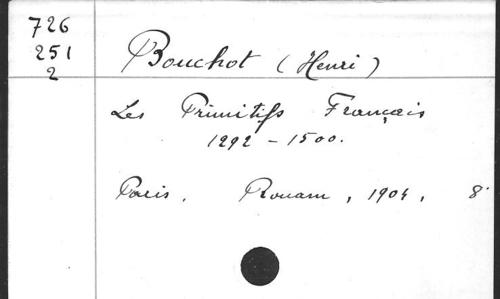 726
251
2
Bouchot (Henri)
Les Primitifs Français
1292 - 1500.
Paris, Rouam, 1904, 8°